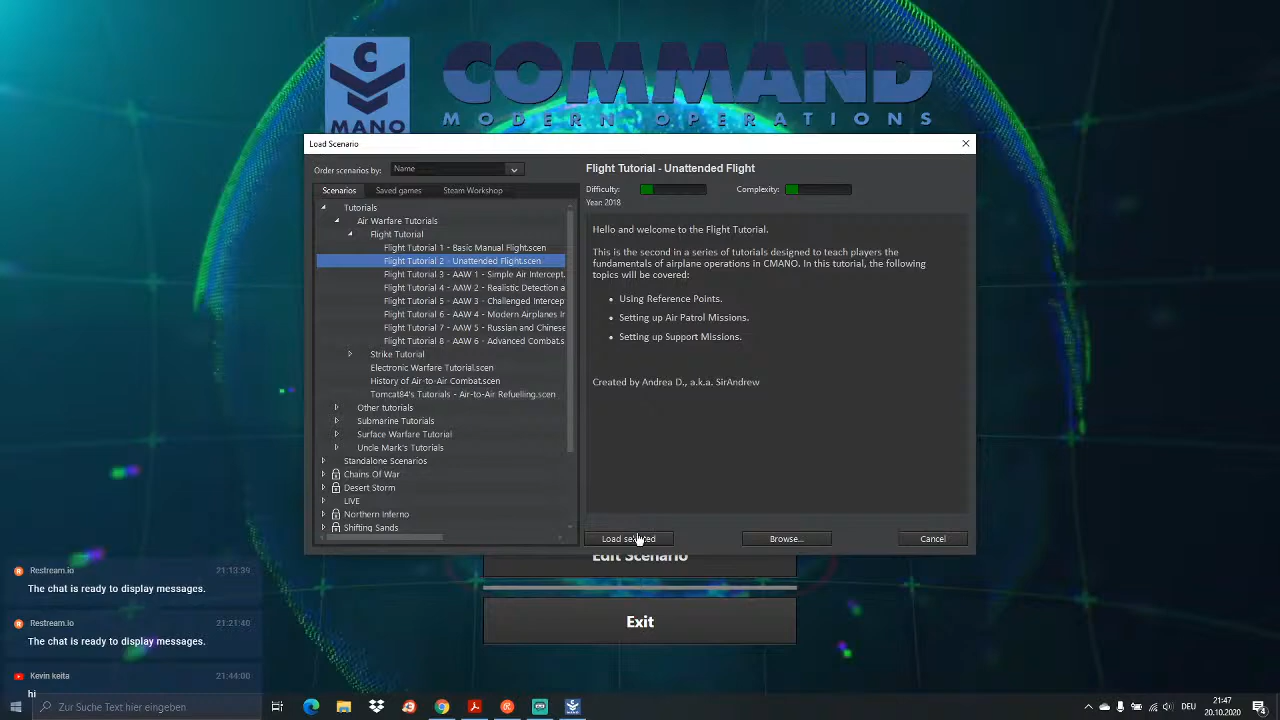 C
MANO
COMMAND
MODERN OPERATIONS
Load Scenario
Order scenarios by:
Name
Scenarios
Saved games
Steam Workshop
Tutorials
Air Warfare Tutorials
Flight Tutorial
Flight Tutorial 1 - Basic Manual Flight.scen
Flight Tutorial 2 - Unattended Flight.scen
Flight Tutorial 3 - AAW 1 - Simple Air Intercept.
Flight Tutorial 4 - AAW 2 - Realistic Detection a
Flight Tutorial 5 - AAW 3 - Challenged Intercep
Flight Tutorial 6 - AAW 4 - Modern Airplanes Ir
Flight Tutorial 7 - AAW 5 - Russian and Chinese
Flight Tutorial 8 - AAW 6 - Advanced Combat.s
Strike Tutorial
Electronic Warfare Tutorial.scen
History of Air-to-Air Combat.scen
Tomcat84's Tutorials - Air-to-Air Refuelling.scen
Other tutorials
Submarine Tutorials
Surface Warfare Tutorial
Uncle Mark's Tutorials
Standalone Scenarios
Chains Of War
Desert Storm
LIVE
Northern Inferno
Shifting Sands
Flight Tutorial - Unattended Flight
Difficulty:
Complexity:
Year: 2018
Hello and welcome to the Flight Tutorial.
This is the second in a series of tutorials designed to teach players the
fundamentals of airplane operations in CMANO. In this tutorial, the following
topics will be covered:
• Using Reference Points.
• Setting up Air Patrol Missions.
• Setting up Support Missions.
Created by Andrea D., a.k.a. SirAndrew
Load selected
Browse...
Cancel
Edit Scenario
Exit
Restream.io 21:13:39
The chat is ready to display messages.
Restream.io 21:21:40
The chat is ready to display messages.
Kevin keita 21:44:00
hi
Zur Suche Text hier eingeben
MANO
DEU
21:47
20.10.2020